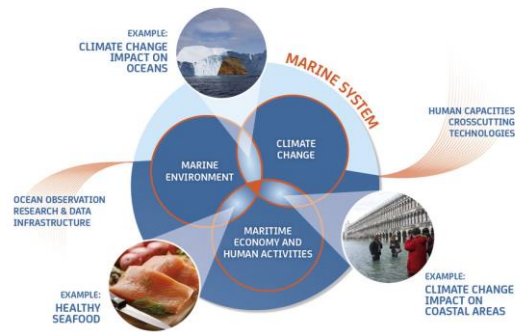 EXAMPLE:
CLIMATE CHANGE
IMPACT ON
OCEANS
MARINE SYSTEM
HUMAN CAPACITIES
CROSSCUTTING
TECHNOLOGIES
CLIMATE
CHANGE
MARINE
ENVIRONMENT
OCEAN OBSERVATION
RESEARCH & DATA
INFRASTRUCTURE
MARITIME
ECONOMY AND
HUMAN ACTIVITIES
EXAMPLE:
HEALTHY
SEAFOOD
EXAMPLE:
CLIMATE CHANGE
IMPACT ON
COASTAL AREAS